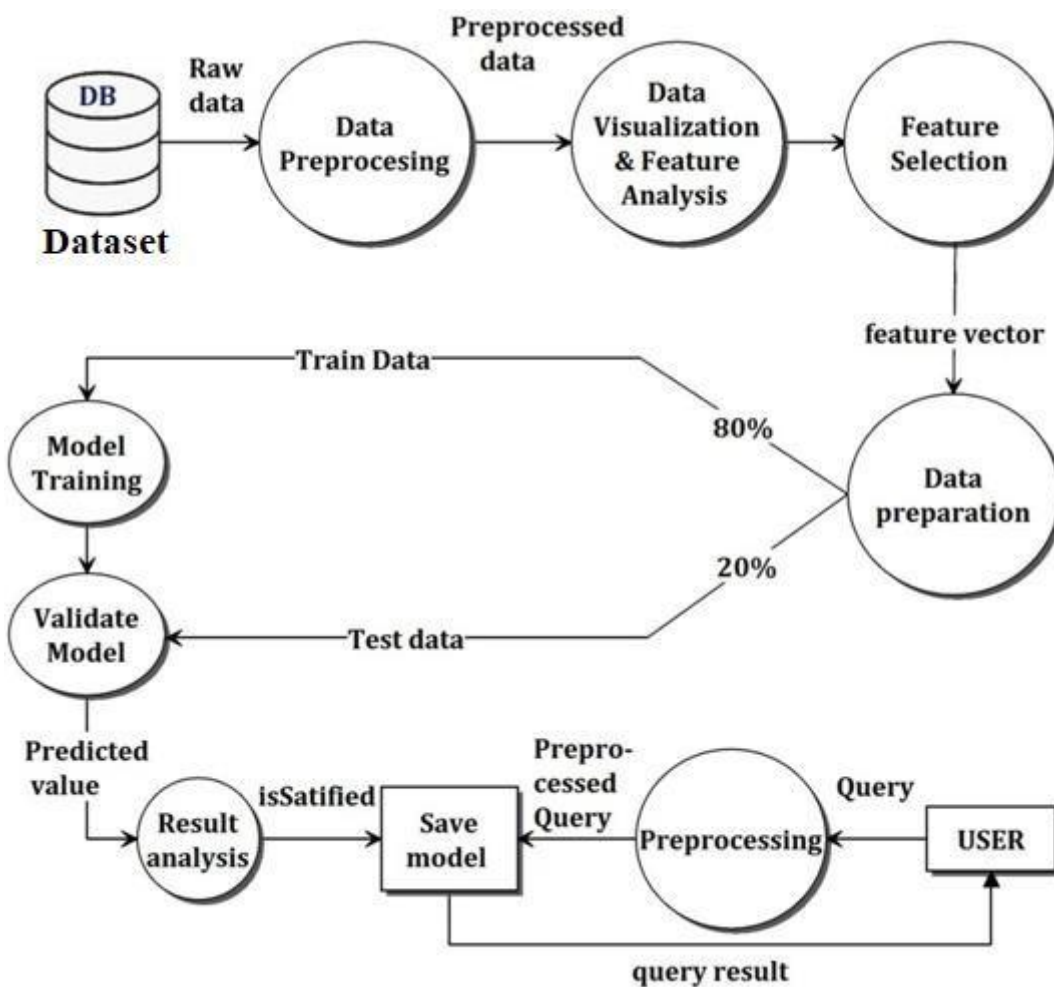 DB
Dataset
Raw
data
Data
Preprocesing
Preprocessed
data
Data
Visualization
& Feature
Analysis
Feature
Selection
feature vector
Data
preparation
80%
Train Data
20%
Test data
Model
Training
Validate
Model
Predicted
value
Result
analysis
isSatified
Save
model
Prepro-
cessed
Query
Preprocessing
Query
USER
query result